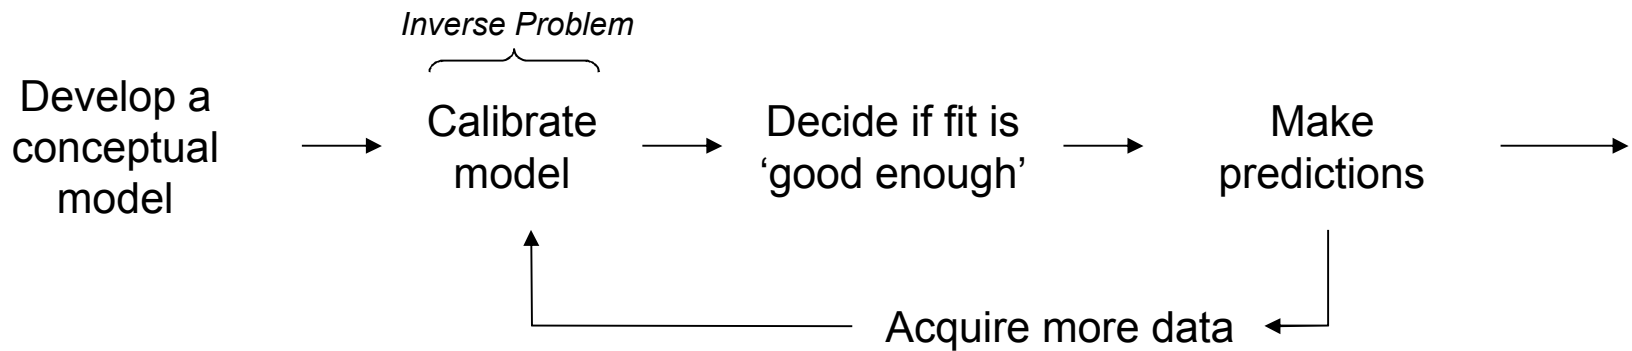 Inverse Problem
Develop a
conceptual
model
Calibrate
model
Decide if fit is
‘good enough’
Make
predictions
Acquire more data